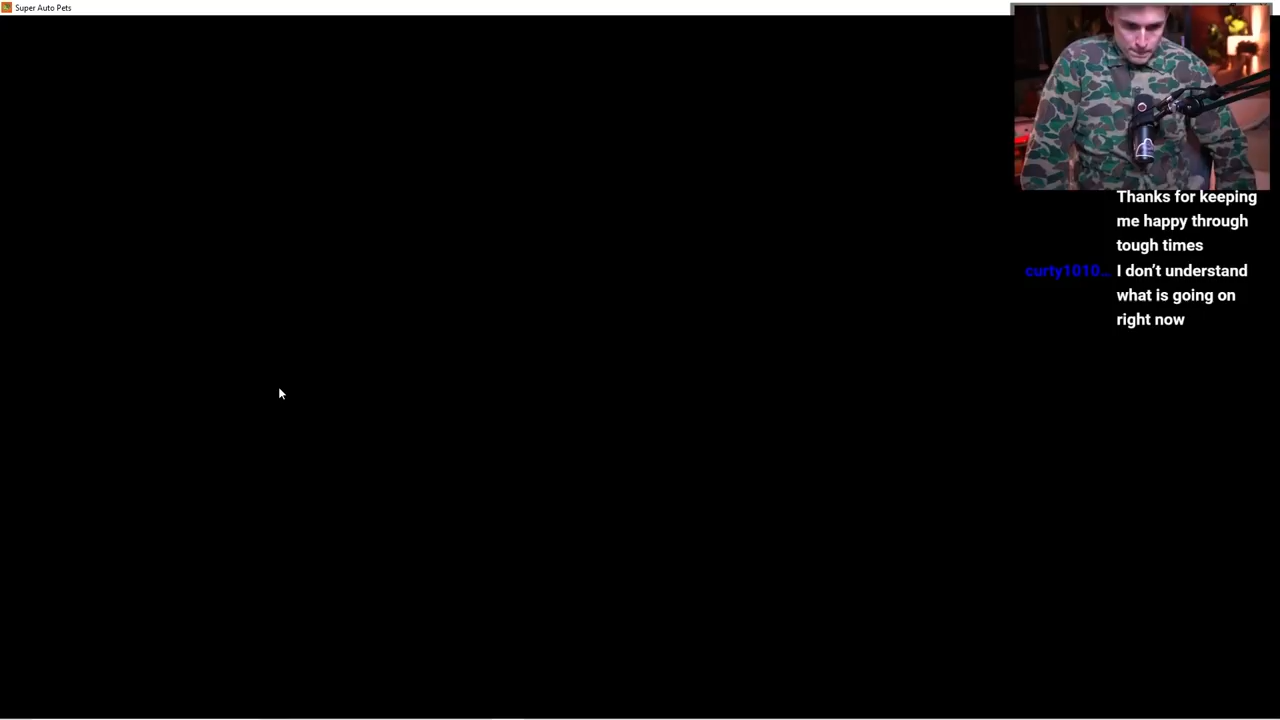 Super Auto Pets
Thanks for keeping
me happy through
tough times
curty1010... I don't understand
what is going on
right now